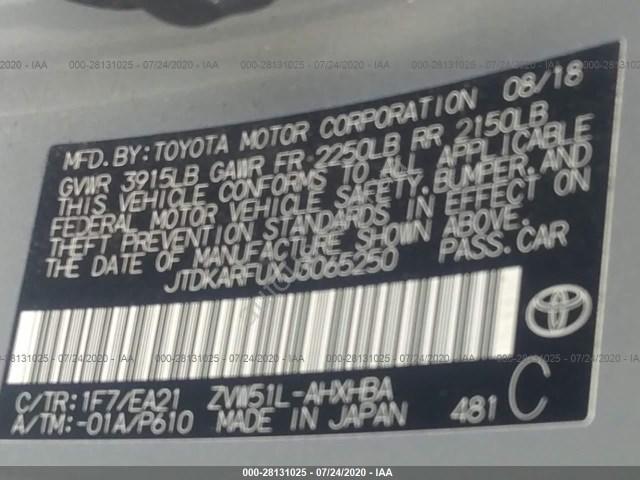 000-28131025 - 07/24/2020 - IAA
MFD. BY: TOYOTA MOTOR CORPORATION 08/18
GVWR 3915LB GAWR FR 2250LB RR 2150LB
THIS VEHICLE CONFORMS TO ALL APPLICABLE
FEDERAL MOTOR VEHICLE SAFETY, BUMPER, AND
THEFT PREVENTION STANDARDS IN EFFECT ON
THE DATE OF MANUFACTURE SHOWN ABOVE.
JTDKARFUXJ3065250 PASS. CAR
C/TR: 1F7/EA21 ZVW51L-AHXHBA
A/TM: -01A/P610 MADE IN JAPAN 481 C
000-28131025 - 07/24/2020 - IAA